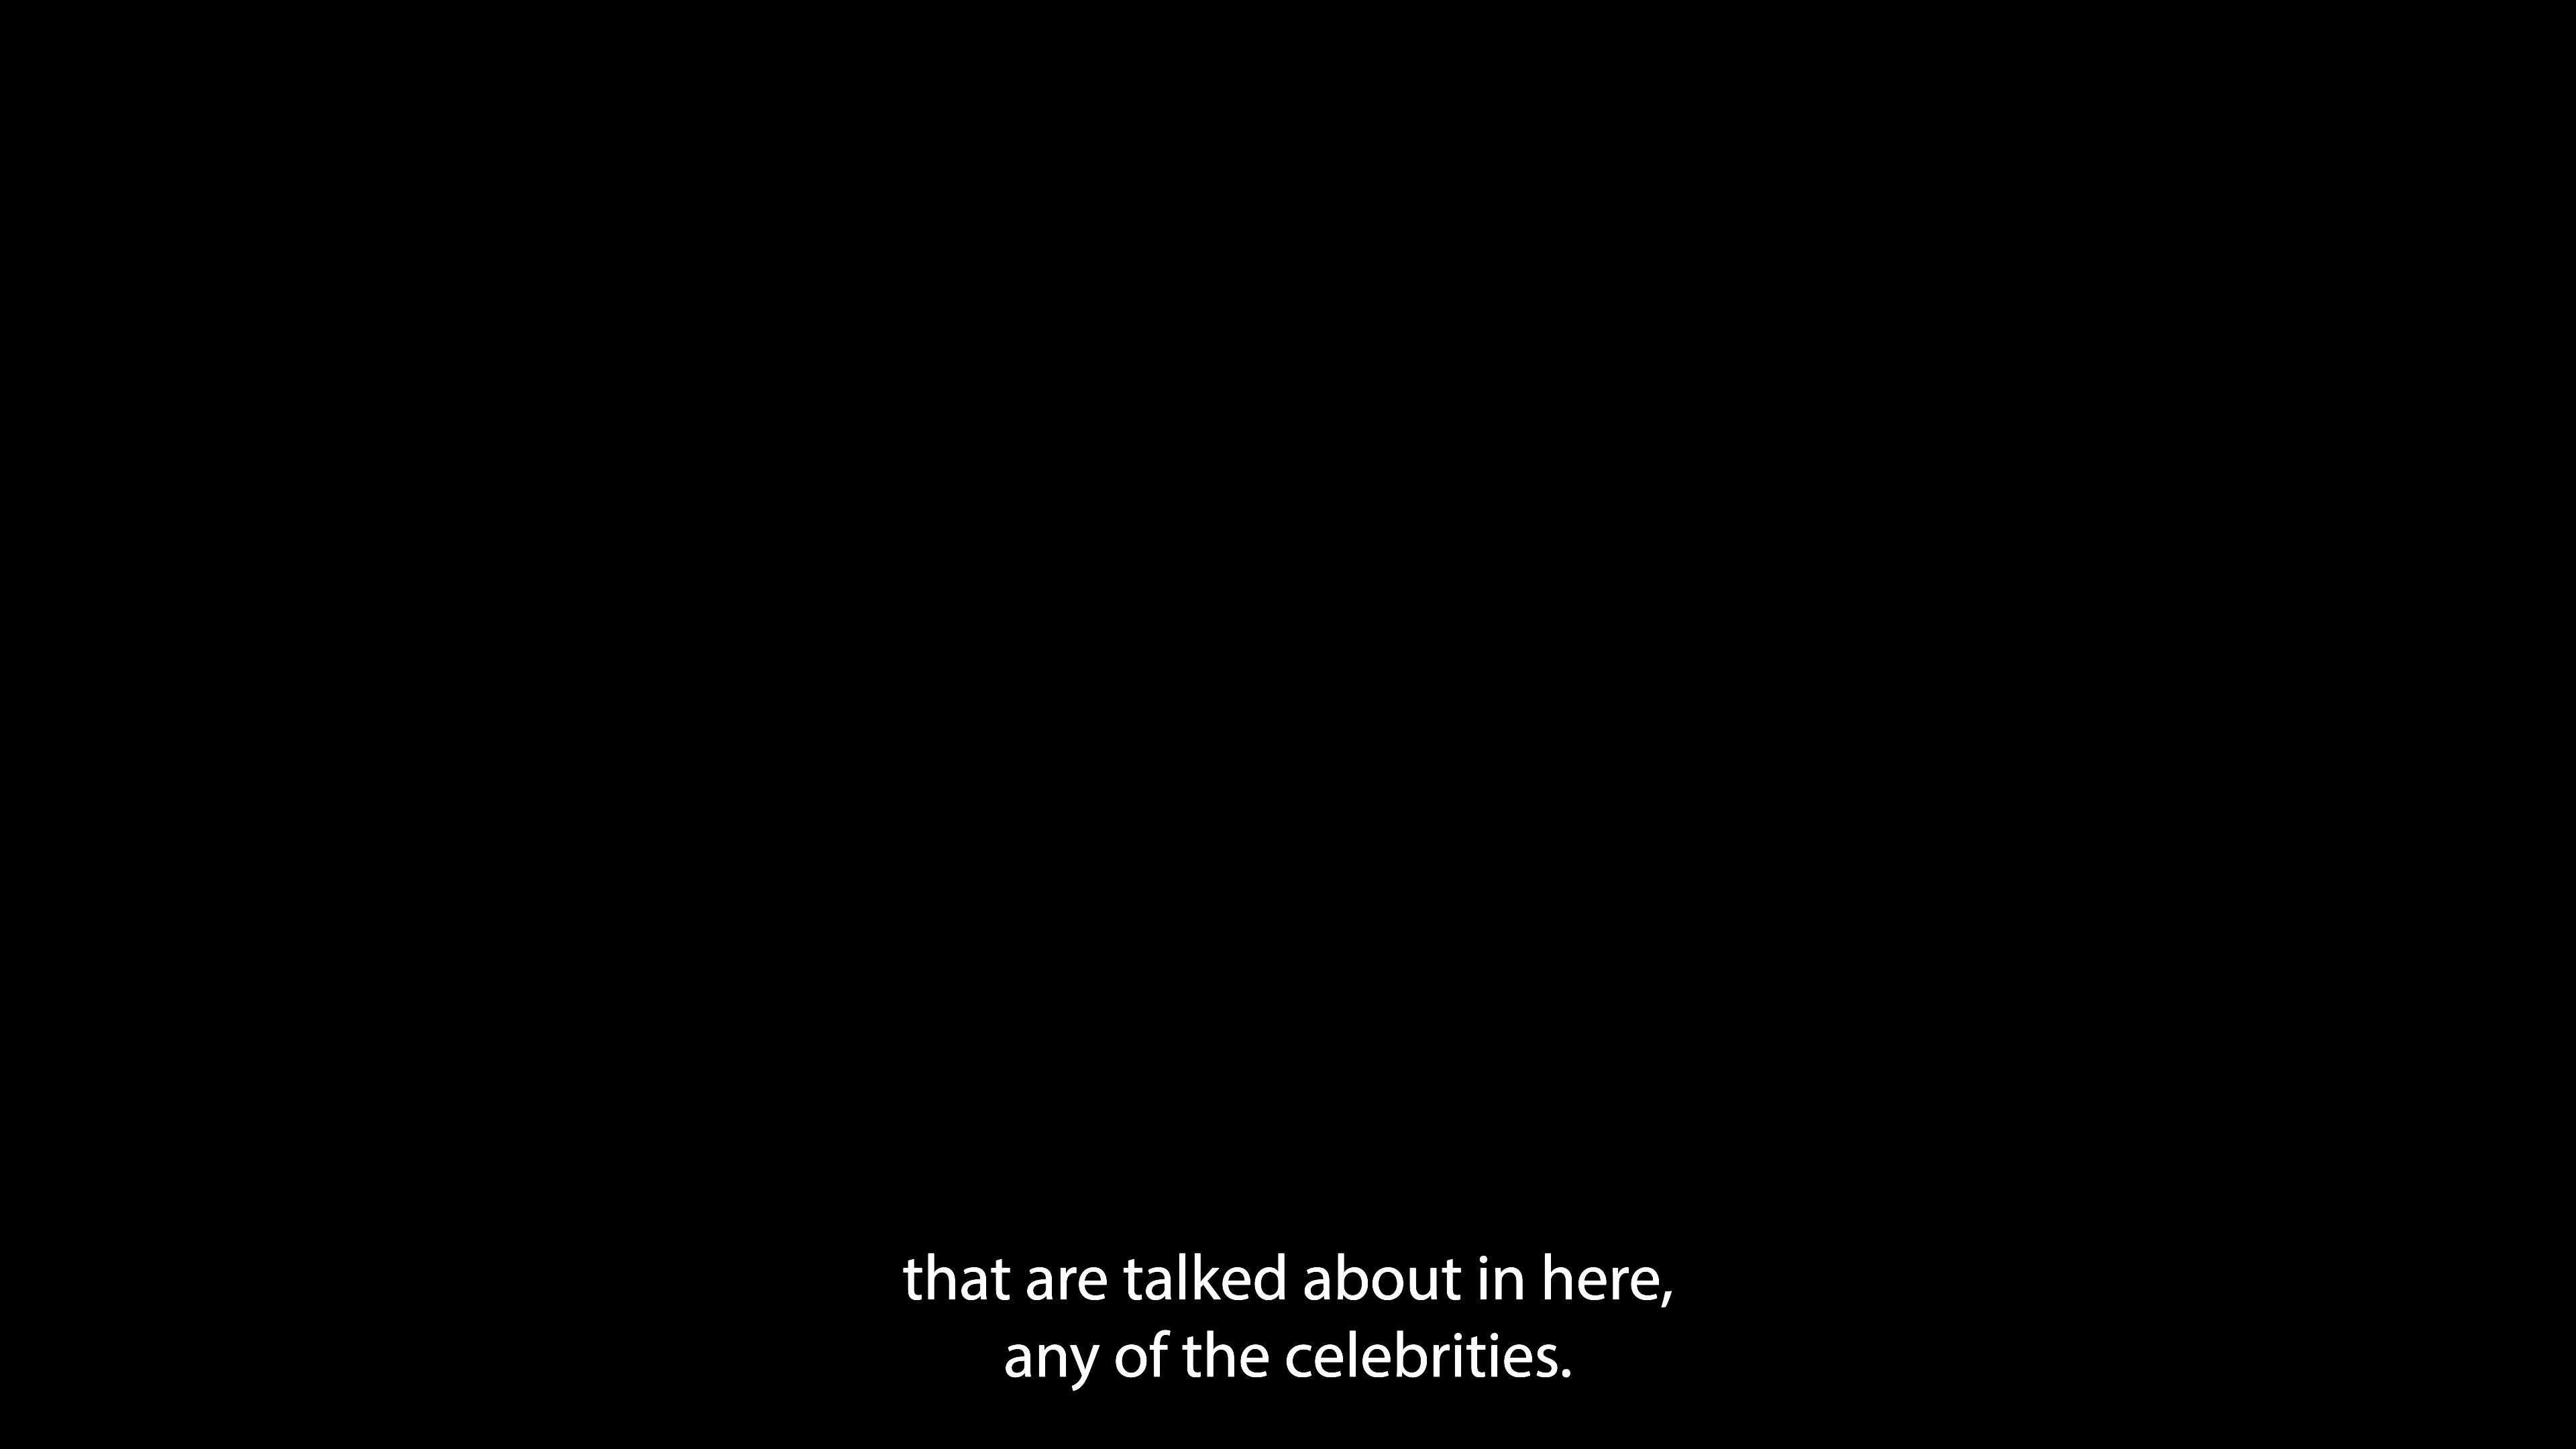 that are talked about in here,
any of the celebrities.